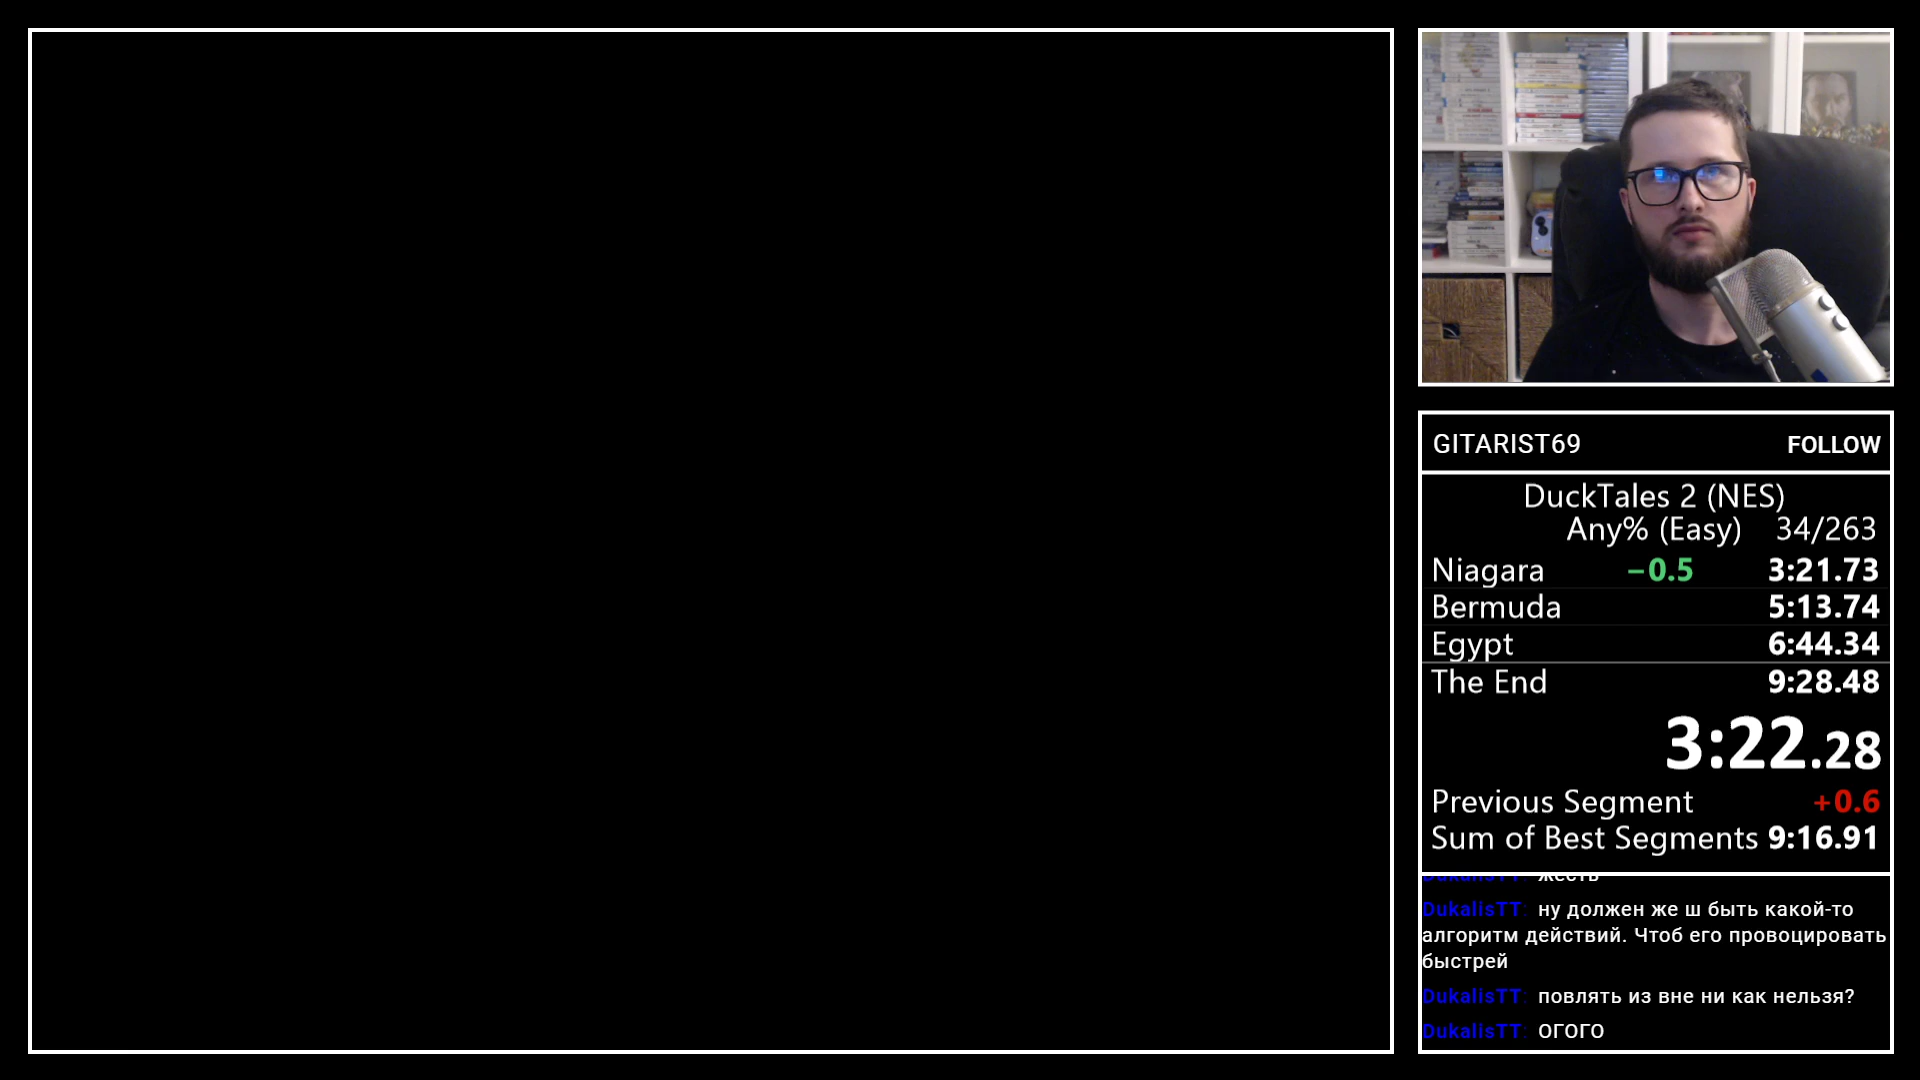 GITARIST69 FOLLOW
DuckTales 2 (NES)
Any% (Easy) 34/263
Niagara −0.5 3:21.73
Bermuda 5:13.74
Egypt 6:44.34
The End 9:28.48
3:22.28
Previous Segment +0.6
Sum of Best Segments 9:16.91
DukalisTT: жесть
DukalisTT: ну должен же ш быть какой-то
алгоритм действий. Чтоб его провоцировать
быстрей
DukalisTT: повлять из вне ни как нельзя?
DukalisTT: ОГОГО